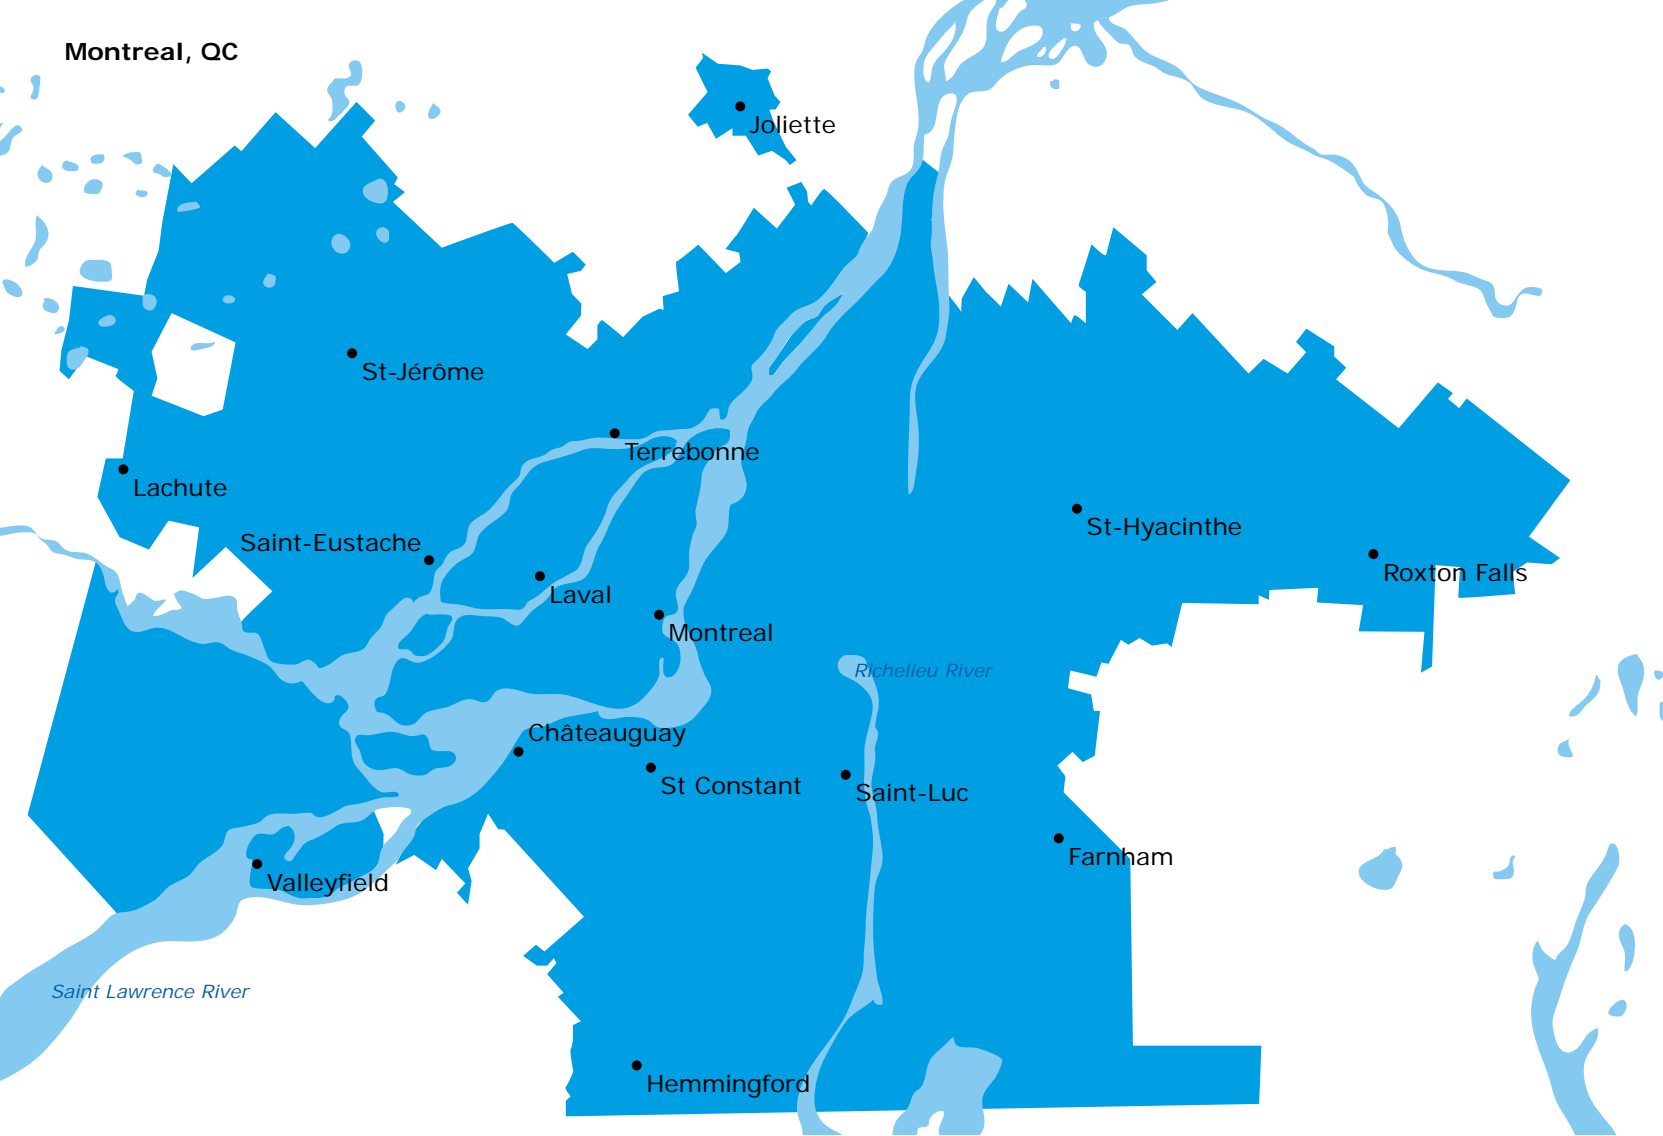 Montreal, QC
Joliette
St-Jérôme
Terrebonne
Lachute
St-Hyacinthe
Saint-Eustache
Roxton Falls
Laval
Montreal
Richelieu River
Châteauguay
St Constant
Saint-Luc
Farnham
Valleyfield
Saint Lawrence River
Hemmingford